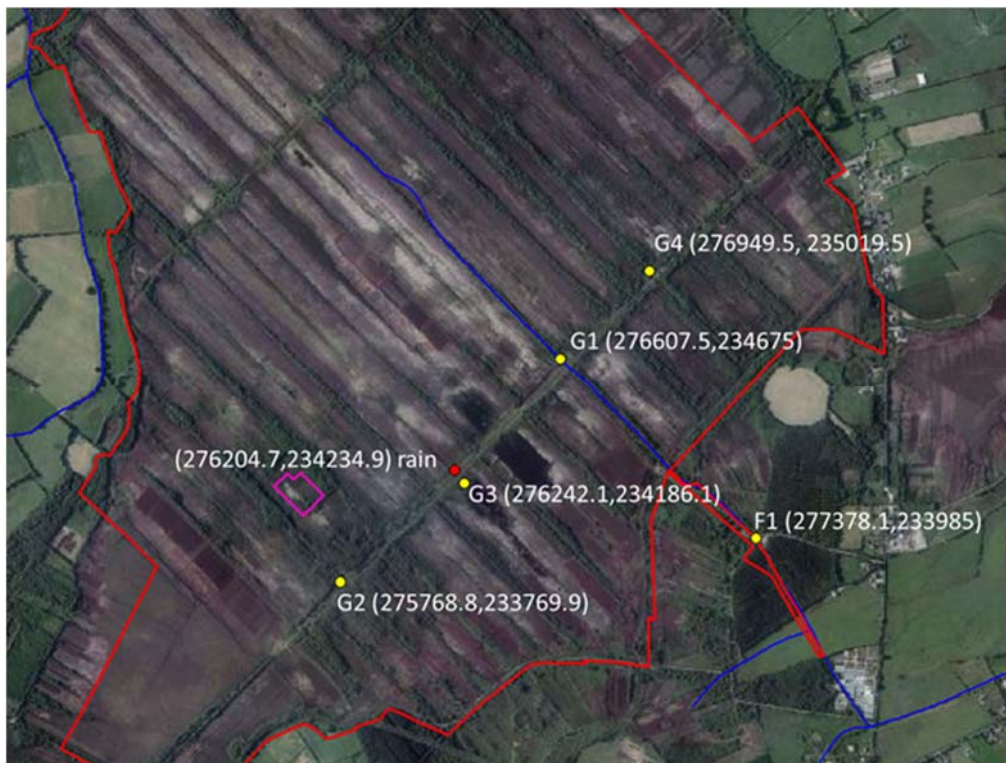 G4 (276949.5, 235019.5)
G1 (276607.5,234675)
(276204.7,234234.9) rain
G3 (276242.1,234186.1)
F1 (277378.1,233985)
G2 (275768.8,233769.9)